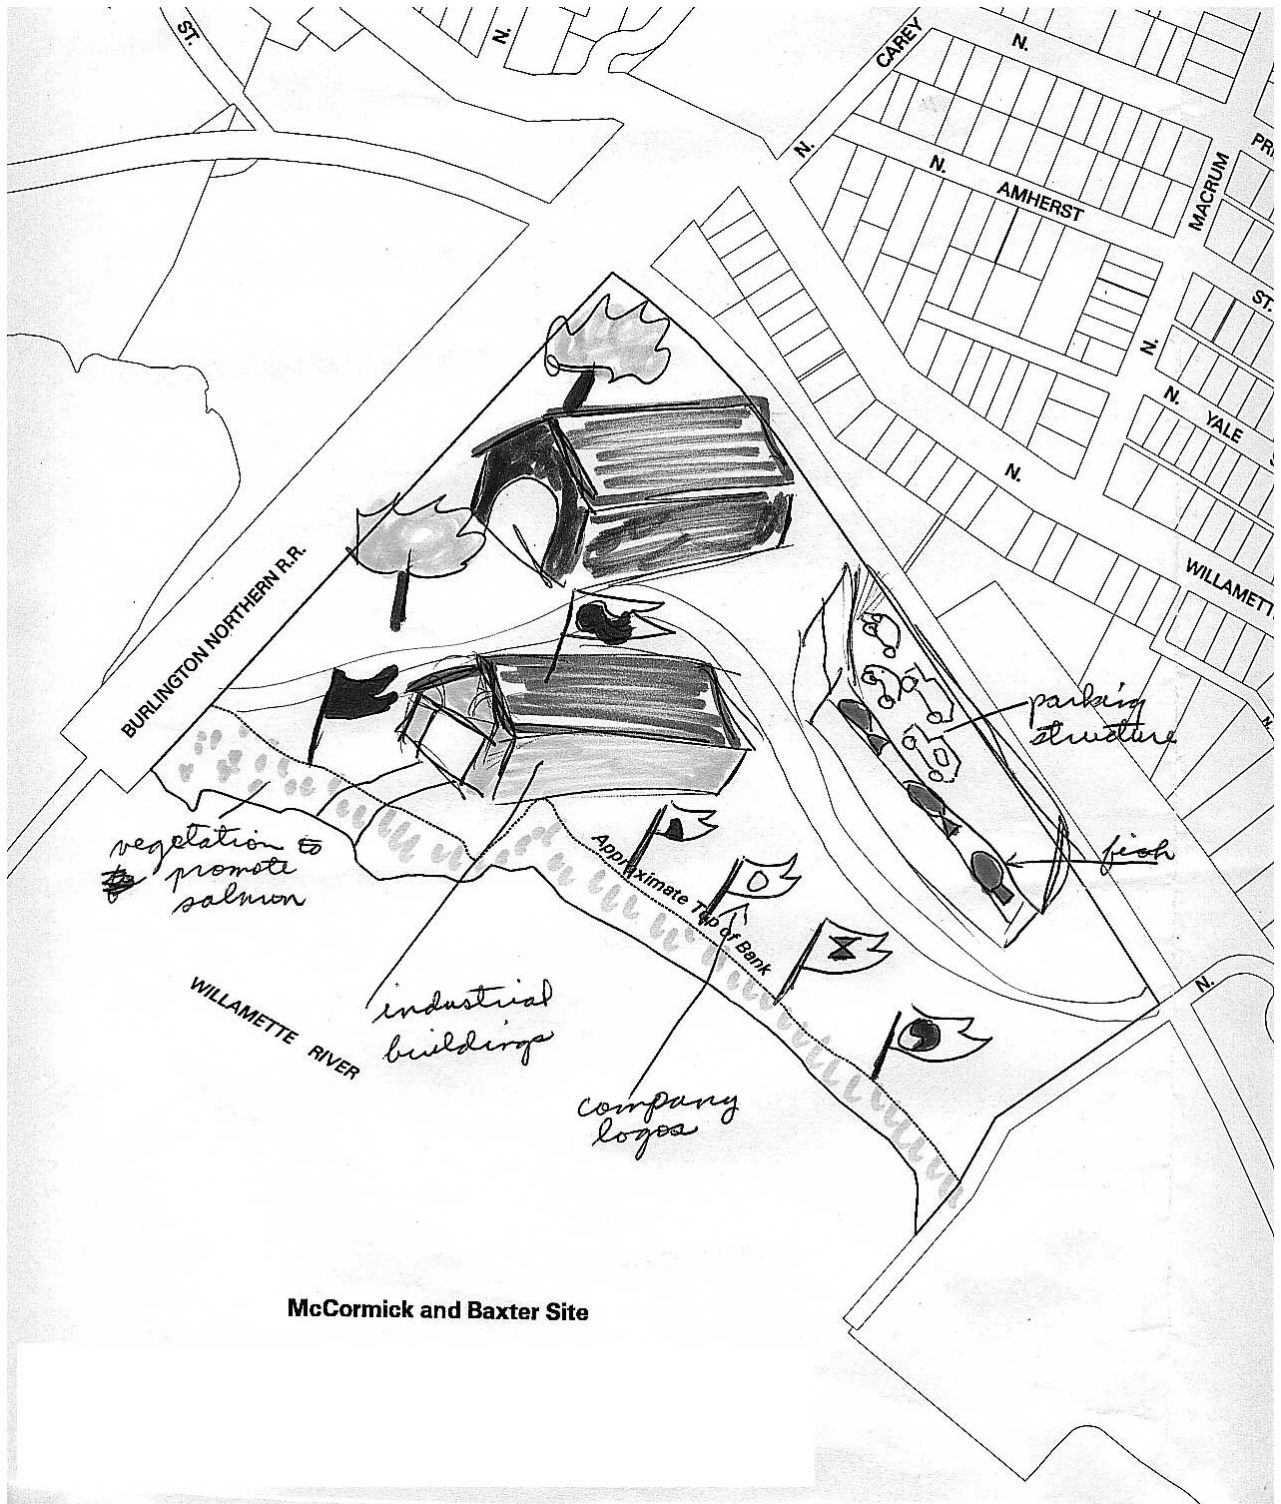 ST.
N.
CAREY
N.
N.
N.
AMHERST
MACRUM
PRI
ST.
N.
N.
YALE
S
N.
WILLAMETT
N.
BURLINGTON NORTHERN R.R.
parking
structure
vegetation to
promote
salmon
fish
Approximate Top of Bank
N.
WILLAMETTE RIVER
industrial
buildings
company
logos
McCormick and Baxter Site